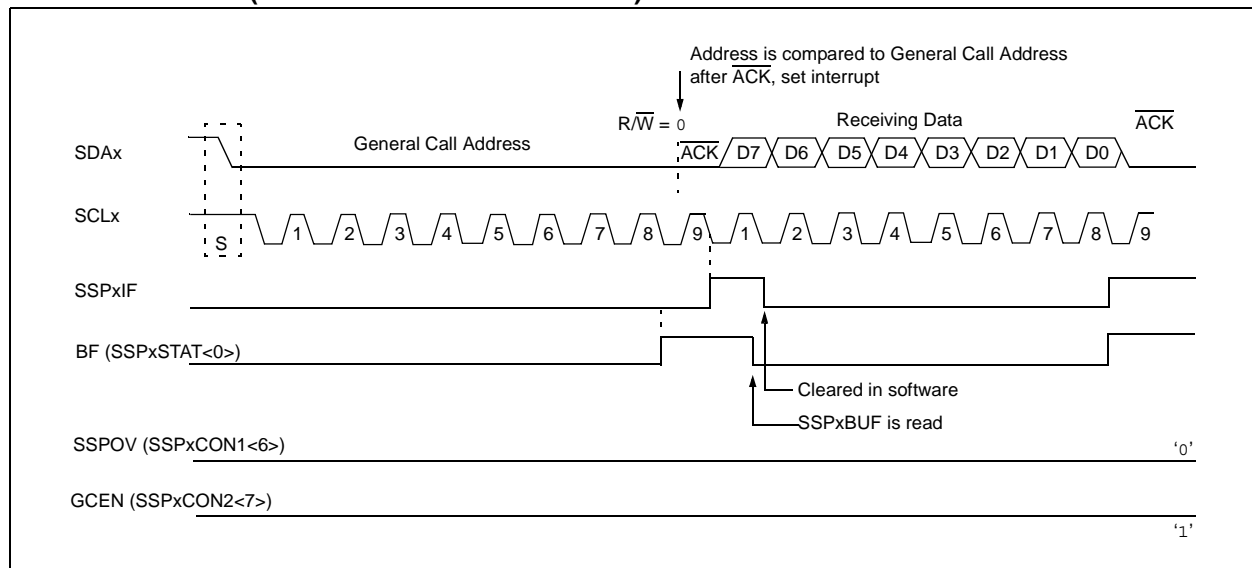 Address is compared to General Call Address
after ACK, set interrupt
R/W = 0
Receiving Data
ACK
SDAx
General Call Address
ACK D7 D6 D5 D4 D3 D2 D1 D0
SCLx
S 1 2 3 4 5 6 7 8 9 1 2 3 4 5 6 7 8 9
SSPxIF
BF (SSPxSTAT<0>)
Cleared in software
SSPxBUF is read
SSPOV (SSPxCON1<6>)
‘0’
GCEN (SSPxCON2<7>)
‘1’